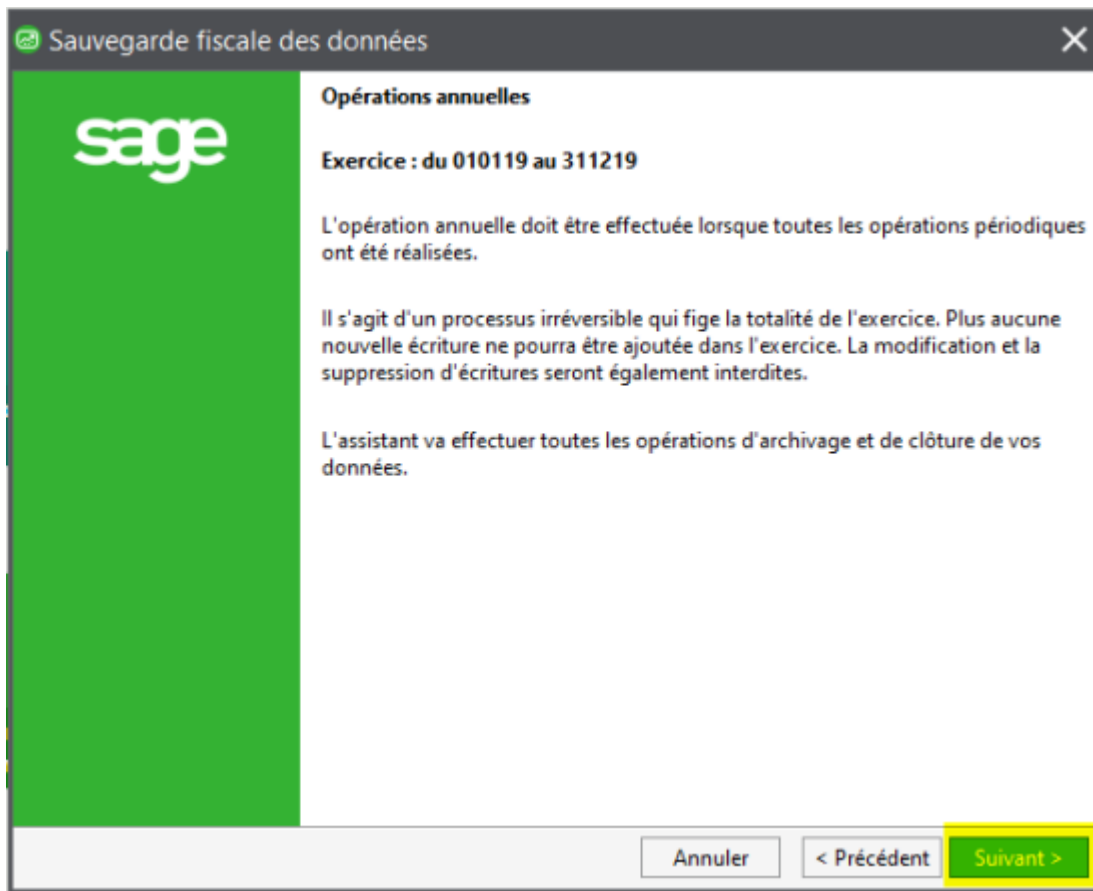 Sauvegarde fiscale des données
sage
Opérations annuelles
Exercice : du 010119 au 311219
L'opération annuelle doit être effectuée lorsque toutes les opérations périodiques
ont été réalisées.
Il s'agit d'un processus irréversible qui fige la totalité de l'exercice. Plus aucune
nouvelle écriture ne pourra être ajoutée dans l'exercice. La modification et la
suppression d'écritures seront également interdites.
L'assistant va effectuer toutes les opérations d'archivage et de clôture de vos
données.
Annuler
< Précédent
Suivant >